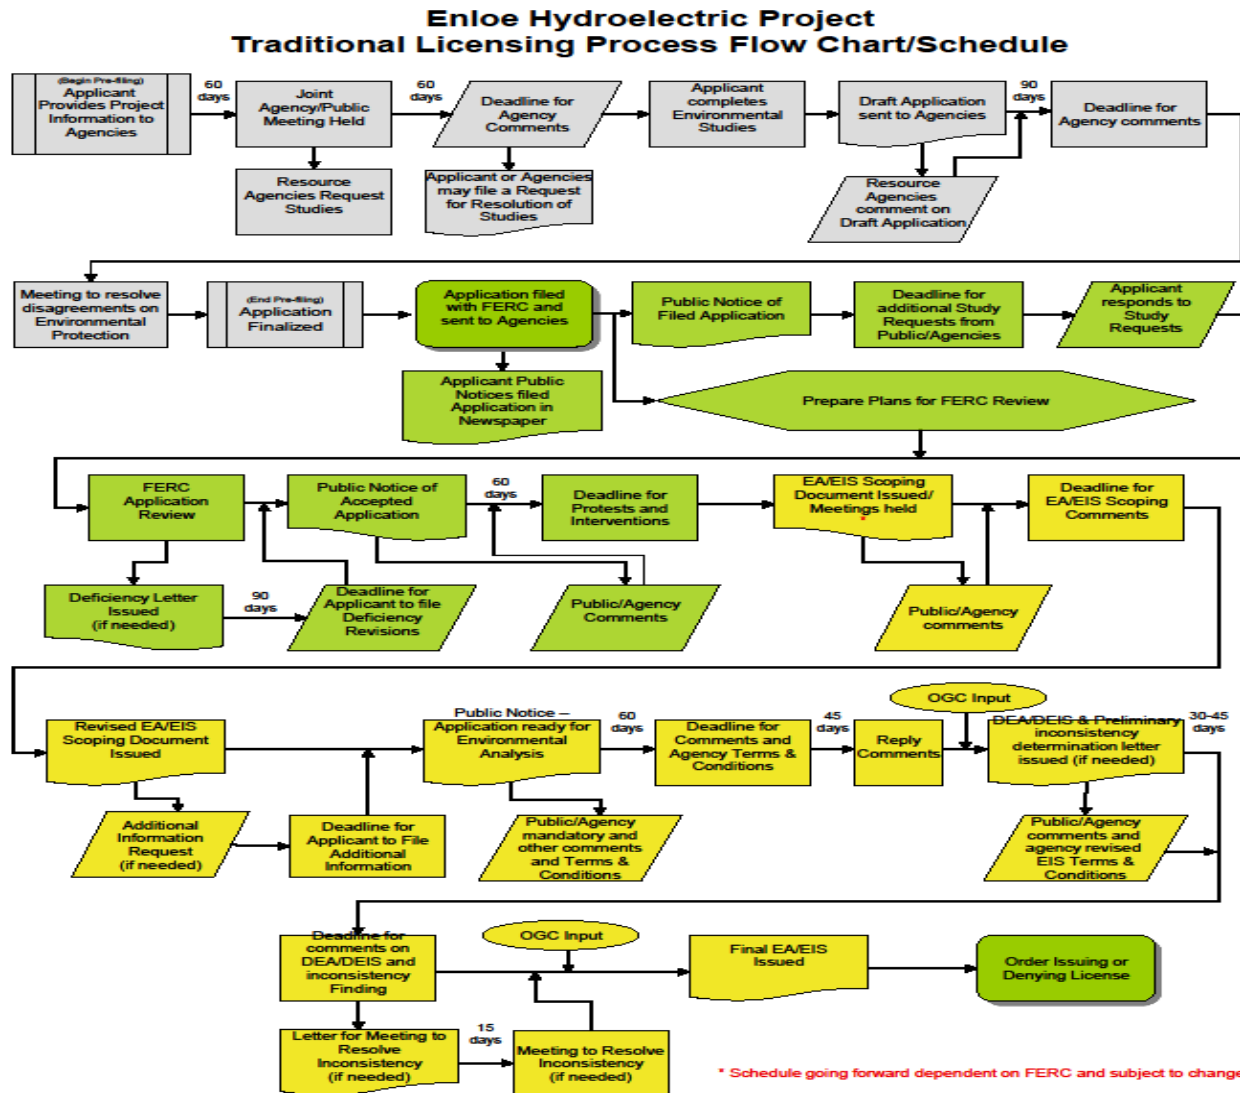 Enloe Hydroelectric Project
Traditional Licensing Process Flow Chart/Schedule
(Begin Pre-filing)
Applicant
Provides Project
Information to
Agencies
60
days
Joint
Agency/Public
Meeting Held
60
days
Deadline for
Agency
Comments
Applicant
completes
Environmental
Studies
Draft Application
sent to Agencies
90
days
Deadline for
Agency comments
Resource
Agencies Request
Studies
Applicant or Agencies
may file a Request
for Resolution of
Studies
Resource
Agencies
comment on
Draft Application
Meeting to resolve
disagreements on
Environmental
Protection
(End Pre-filing)
Application
Finalized
Application filed
with FERC and
sent to Agencies
Public Notice of
Filed Application
Deadline for
additional Study
Requests from
Public/Agencies
Applicant
responds to
Study
Requests
Applicant Public
Notices filed
Application in
Newspaper
Prepare Plans for FERC Review
FERC
Application
Review
Public Notice of
Accepted
Application
60
days
Deadline for
Protests and
Interventions
EA/EIS Scoping
Document Issued/
Meetings held
*
Deadline for
EA/EIS Scoping
Comments
Deficiency Letter
Issued
(if needed)
90
days
Deadline for
Applicant to file
Deficiency
Revisions
Public/Agency
Comments
Public/Agency
comments
Revised EA/EIS
Scoping Document
Issued
Public Notice –
Application ready for
Environmental
Analysis
60
days
Deadline for
Comments and
Agency Terms &
Conditions
45
days
Reply
Comments
OGC Input
DEA/DEIS & Preliminary
inconsistency
determination letter
issued (if needed)
30-45
days
Additional
Information
Request
(if needed)
Deadline for
Applicant to File
Additional
Information
Public/Agency
mandatory and
other comments
and Terms &
Conditions
Public/Agency
comments and
agency revised
EIS Terms &
Conditions
Deadline for
comments on
DEA/DEIS and
inconsistency
Finding
OGC Input
Final EA/EIS
Issued
Order Issuing or
Denying License
Letter for Meeting to
Resolve
Inconsistency
(if needed)
15
days
Meeting to Resolve
Inconsistency
(if needed)
* Schedule going forward dependent on FERC and subject to change